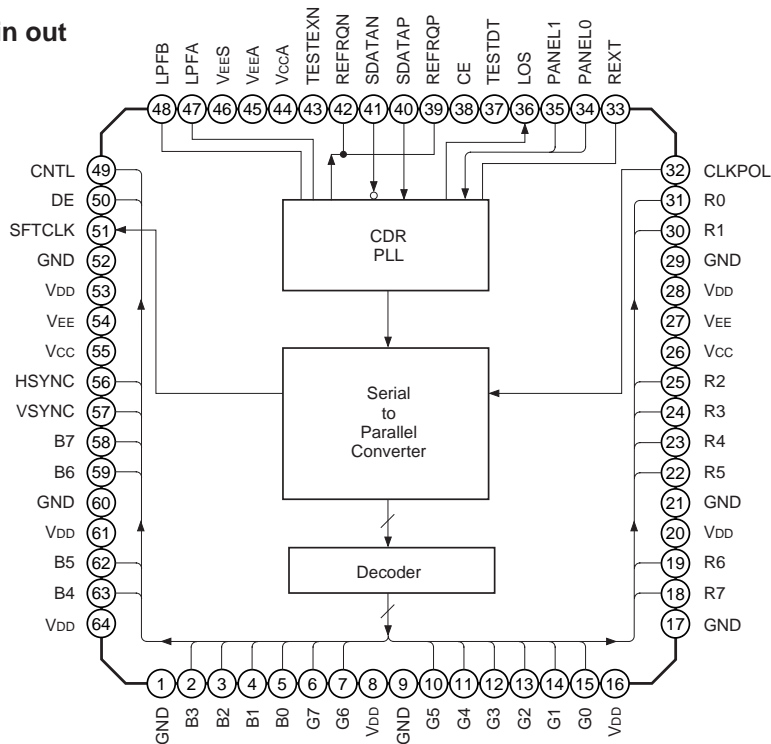 in out
LPFB
LPFA
VEES
VEEA
VCCA
TESTEXN
REFRQN
SDATAN
SDATAP
REFRQP
CE
TESTDT
LOS
PANEL1
PANEL0
REXT
48 47 46 45 44 43 42 41 40 39 38 37 36 35 34 33
CNTL 49
DE 50
SFTCLK 51
GND 52
VDD 53
VEE 54
VCC 55
HSYNC 56
VSYNC 57
B7 58
B6 59
GND 60
VDD 61
B5 62
B4 63
VDD 64
CDR
PLL
Serial
to
Parallel
Converter
Decoder
32 CLKPOL
31 R0
30 R1
29 GND
28 VDD
27 VEE
26 VCC
25 R2
24 R3
23 R4
22 R5
21 GND
20 VDD
19 R6
18 R7
17 GND
1 2 3 4 5 6 7 8 9 10 11 12 13 14 15 16
GND
B3
B2
B1
B0
G7
G6
VDD
GND
G5
G4
G3
G2
G1
G0
VDD